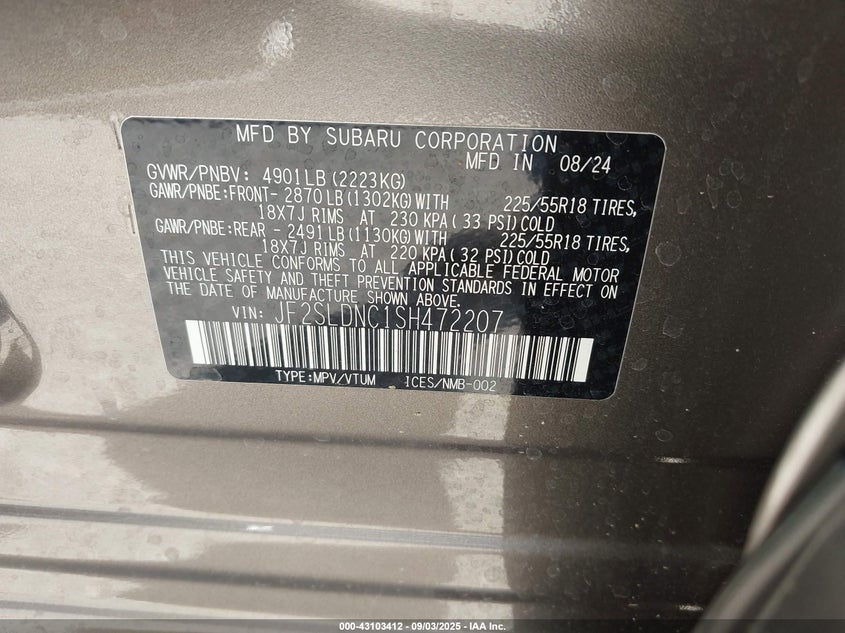 MFD BY SUBARU CORPORATION
MFD IN 08/24
GVWR/PNBV: 4901LB(2223KG)
GAWR/PNBE:FRONT- 2870LB(1302KG)WITH 225/55R18 TIRES,
18X7J RIMS AT 230 KPA( 33 PSI)COLD
GAWR/PNBE:REAR - 2491LB(1130KG)WITH 225/55R18 TIRES,
18X7J RIMS AT 220 KPA( 32 PSI)COLD
THIS VEHICLE CONFORMS TO ALL APPLICABLE FEDERAL MOTOR
VEHICLE SAFETY AND THEFT PREVENTION STANDARDS IN EFFECT ON
THE DATE OF MANUFACTURE SHOWN ABOVE.
VIN: JF2SLDNC1SH472207
TYPE:MPV/VTUM ICES/NMB-002
000-43103412 - 09/03/2025 - IAA Inc.